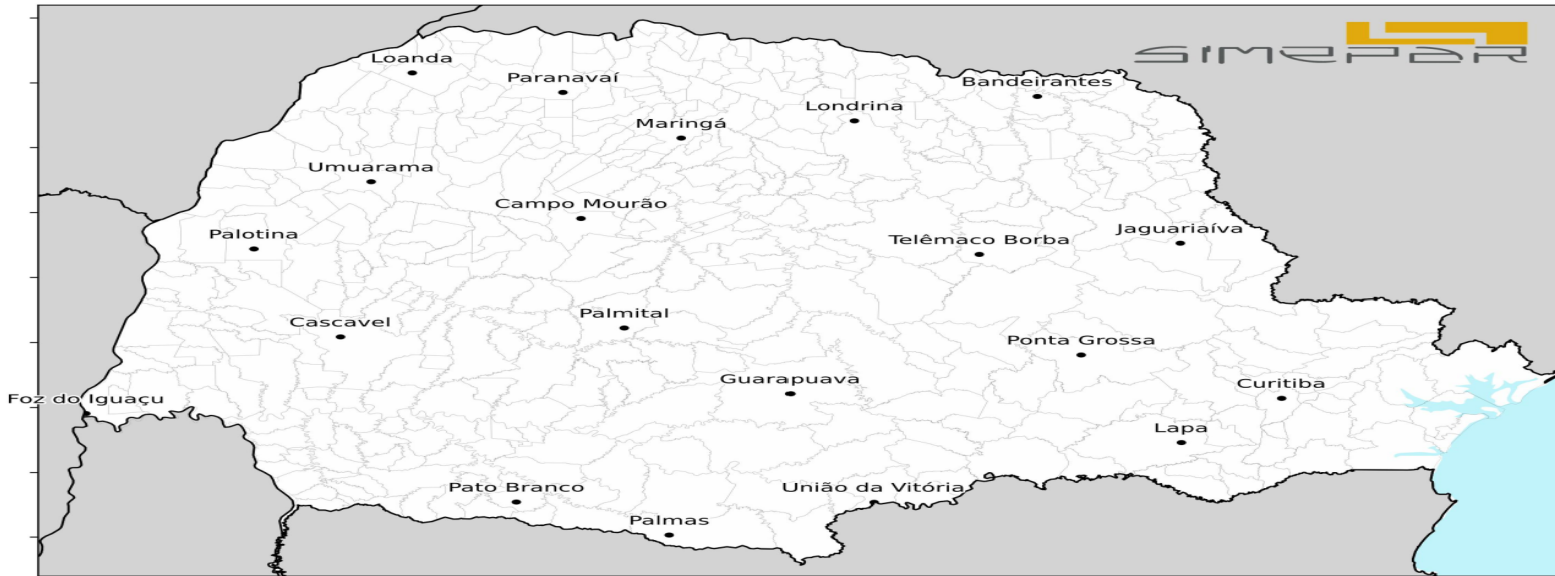 SIMEPAR
Loanda
Paranavaí
Bandeirantes
Londrina
Maringá
Umuarama
Campo Mourão
Jaguariaíva
Palotina
Telêmaco Borba
Palmital
Cascavel
Ponta Grossa
Guarapuava
Curitiba
Foz do Iguaçu
Lapa
Pato Branco
União da Vitória
Palmas